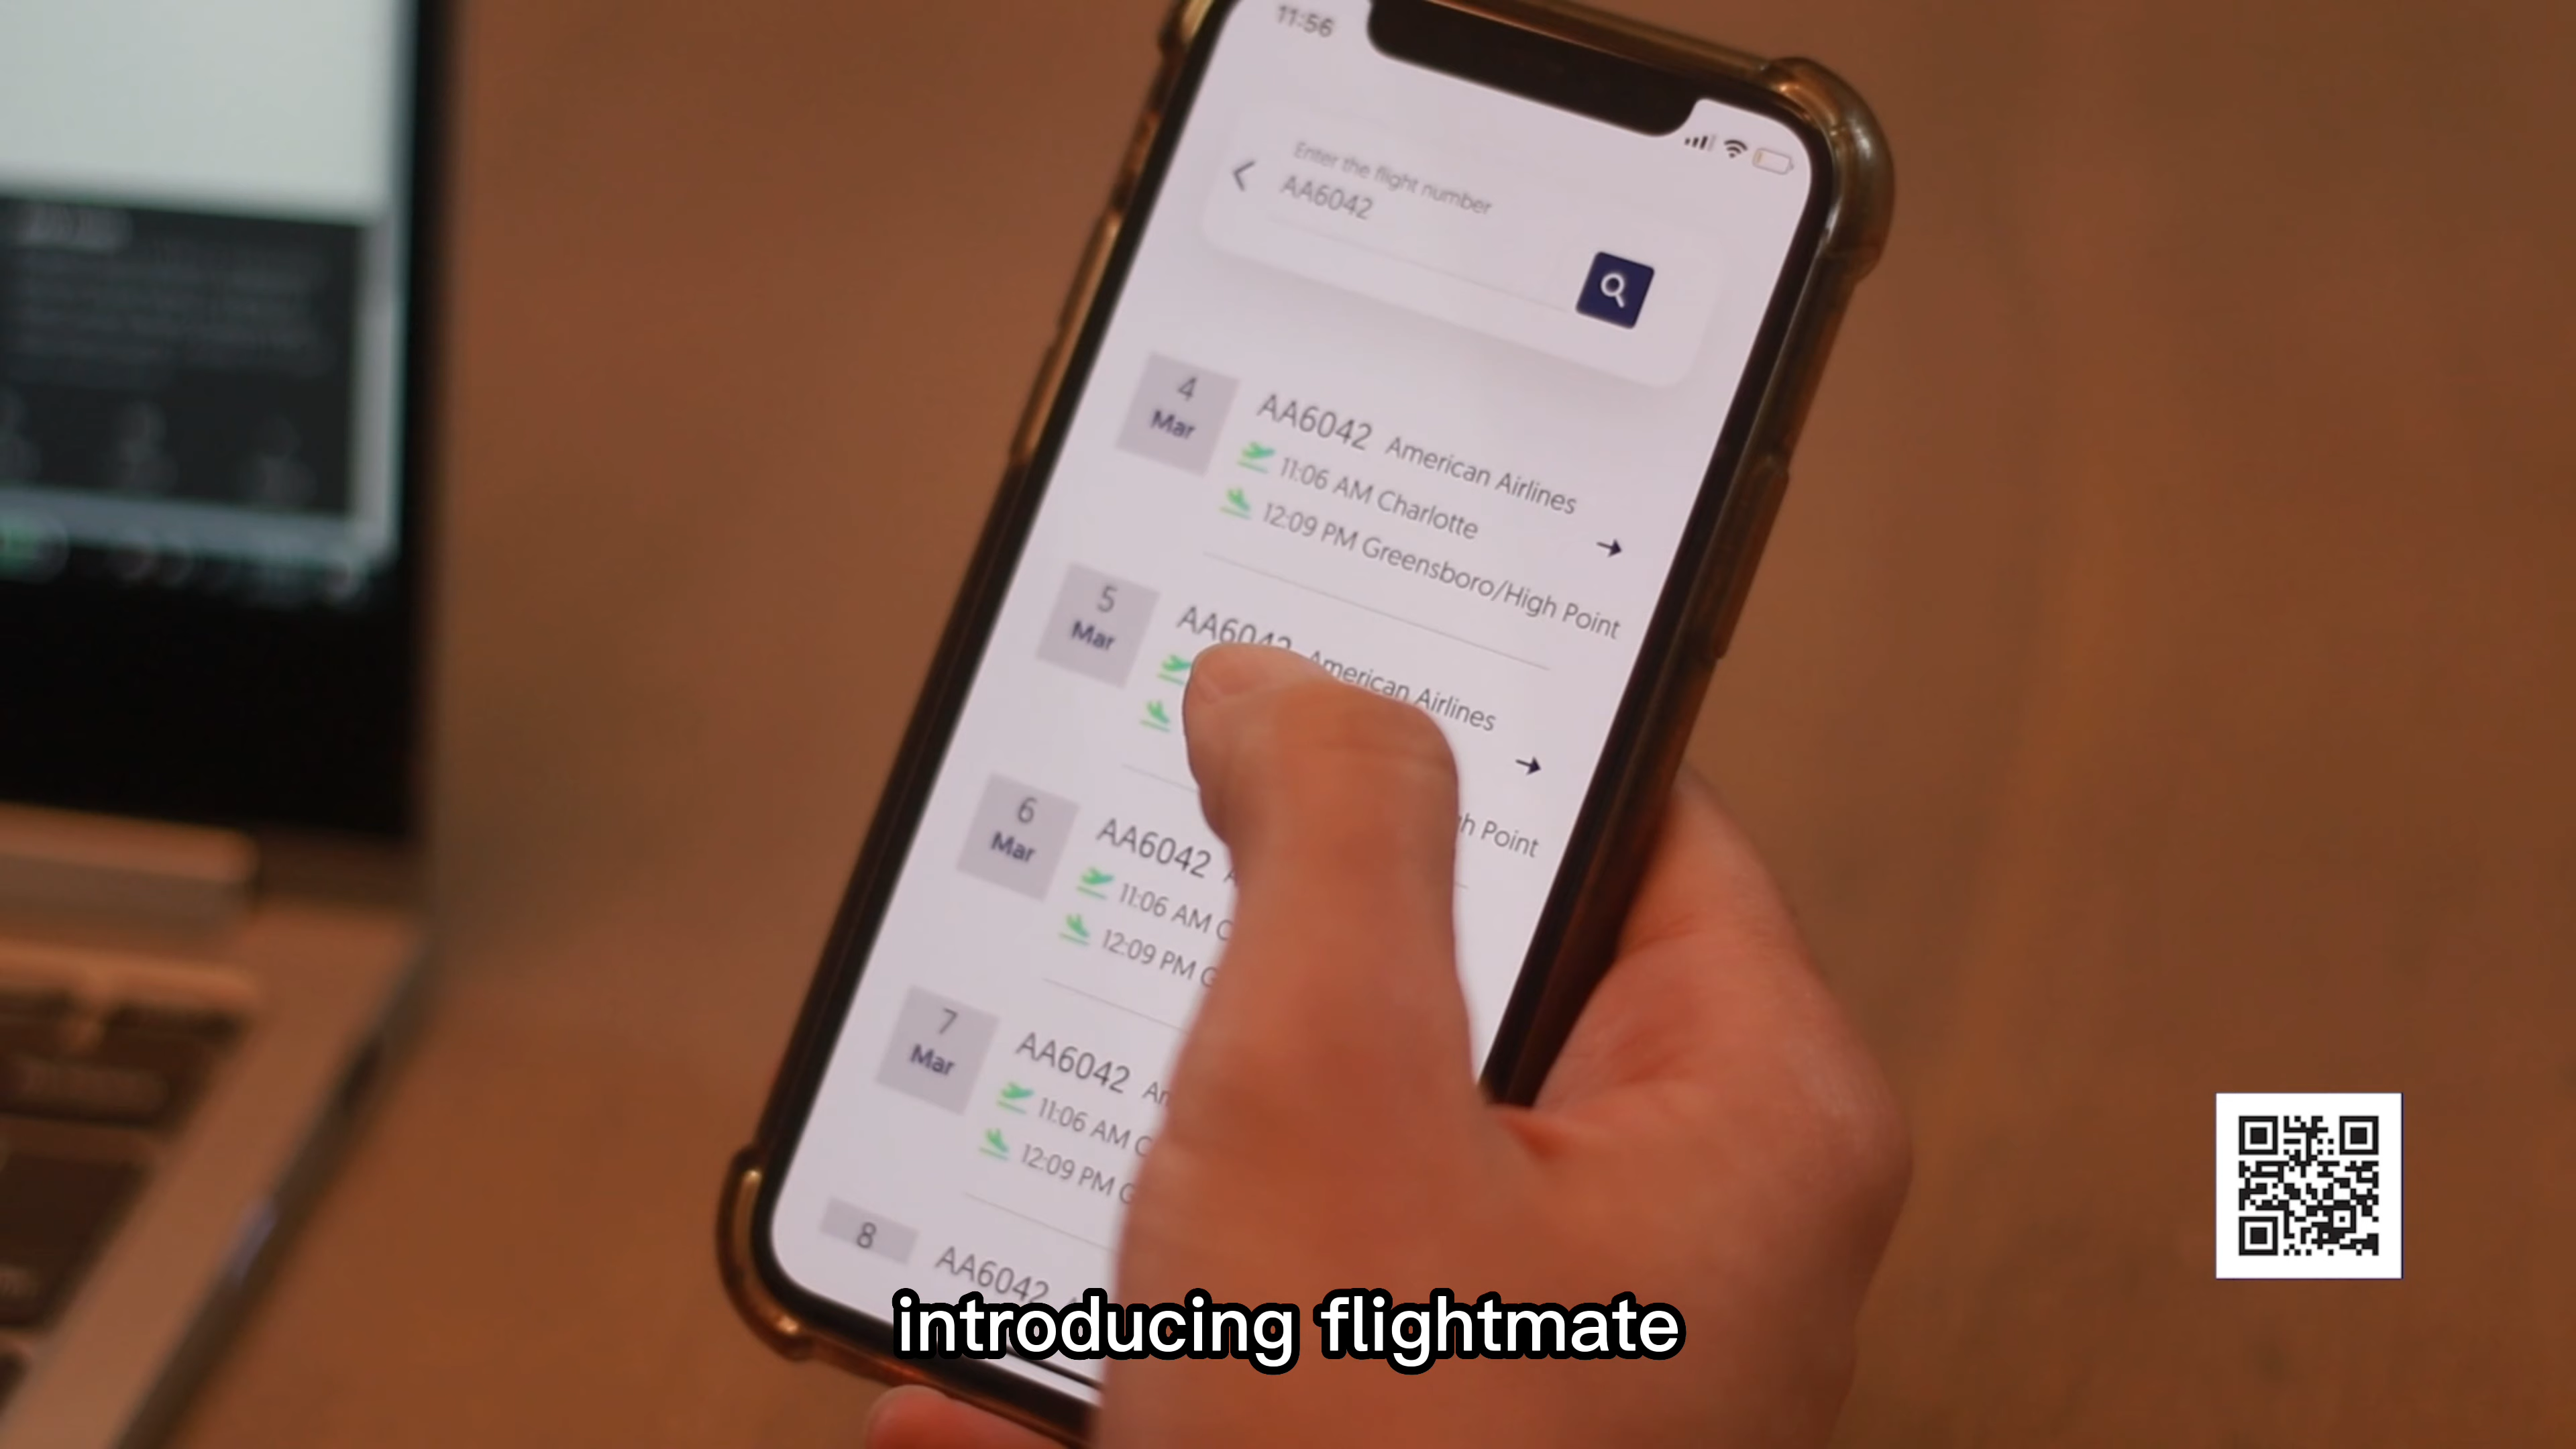 11:56
Enter the flight number
AA6042
4
Mar
AA6042 American Airlines
11:06 AM Charlotte
12:09 PM Greensboro/High Point
5
Mar
AA6042 American Airlines
Point
6
Mar
AA6042
11:06 AM
12:09 PM
7
Mar
AA6042
11:06 AM
12:09 PM
8
AA6042
introducing flightmate